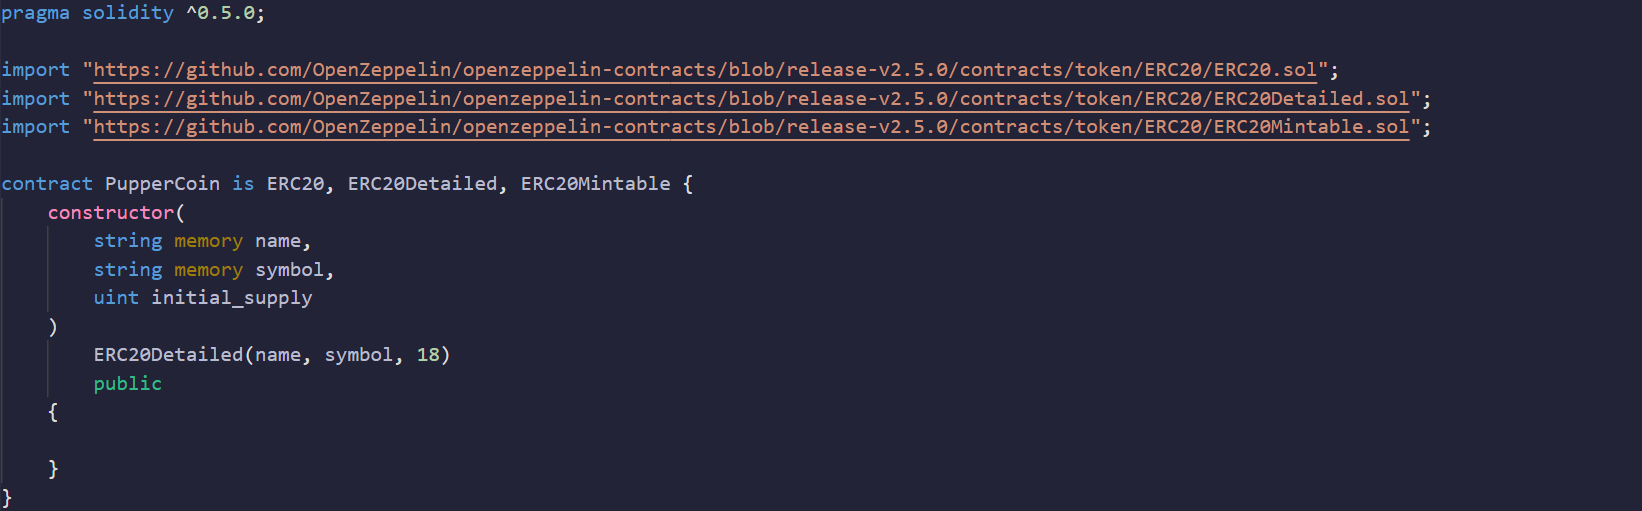 pragma solidity ^0.5.0;
import "https://github.com/OpenZeppelin/openzeppelin-contracts/blob/release-v2.5.0/contracts/token/ERC20/ERC20.sol";
import "https://github.com/OpenZeppelin/openzeppelin-contracts/blob/release-v2.5.0/contracts/token/ERC20/ERC20Detailed.sol";
import "https://github.com/OpenZeppelin/openzeppelin-contracts/blob/release-v2.5.0/contracts/token/ERC20/ERC20Mintable.sol";
contract PupperCoin is ERC20, ERC20Detailed, ERC20Mintable {
    constructor(
        string memory name,
        string memory symbol,
        uint initial_supply
    )
        ERC20Detailed(name, symbol, 18)
        public
    {
    }
}